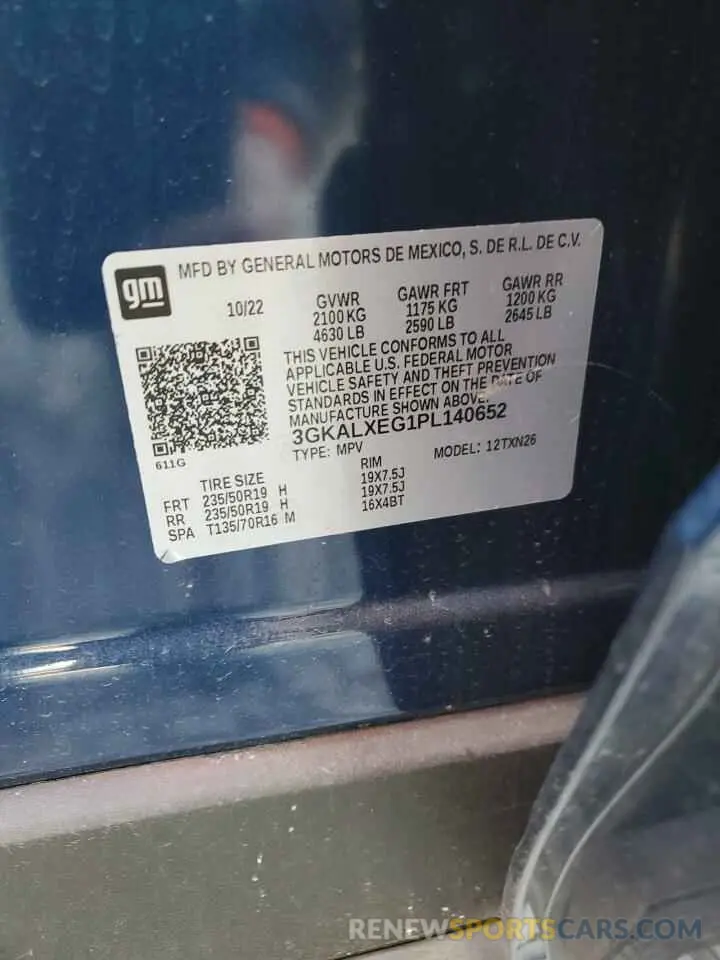 gm
MFD BY GENERAL MOTORS DE MEXICO, S. DE R.L. DE C.V.
10/22 GVWR GAWR FRT GAWR RR
2100 KG 1175 KG 1200 KG
4630 LB 2590 LB 2645 LB
THIS VEHICLE CONFORMS TO ALL
APPLICABLE U.S. FEDERAL MOTOR
VEHICLE SAFETY AND THEFT PREVENTION
STANDARDS IN EFFECT ON THE DATE OF
MANUFACTURE SHOWN ABOVE.
3GKALXEG1PL140652
611G
TYPE: MPV MODEL: 12TXN26
TIRE SIZE RIM
FRT 235/50R19 H 19X7.5J
RR 235/50R19 H 19X7.5J
SPA T135/70R16 M 16X4BT
RENEWSPORTSCARS.COM